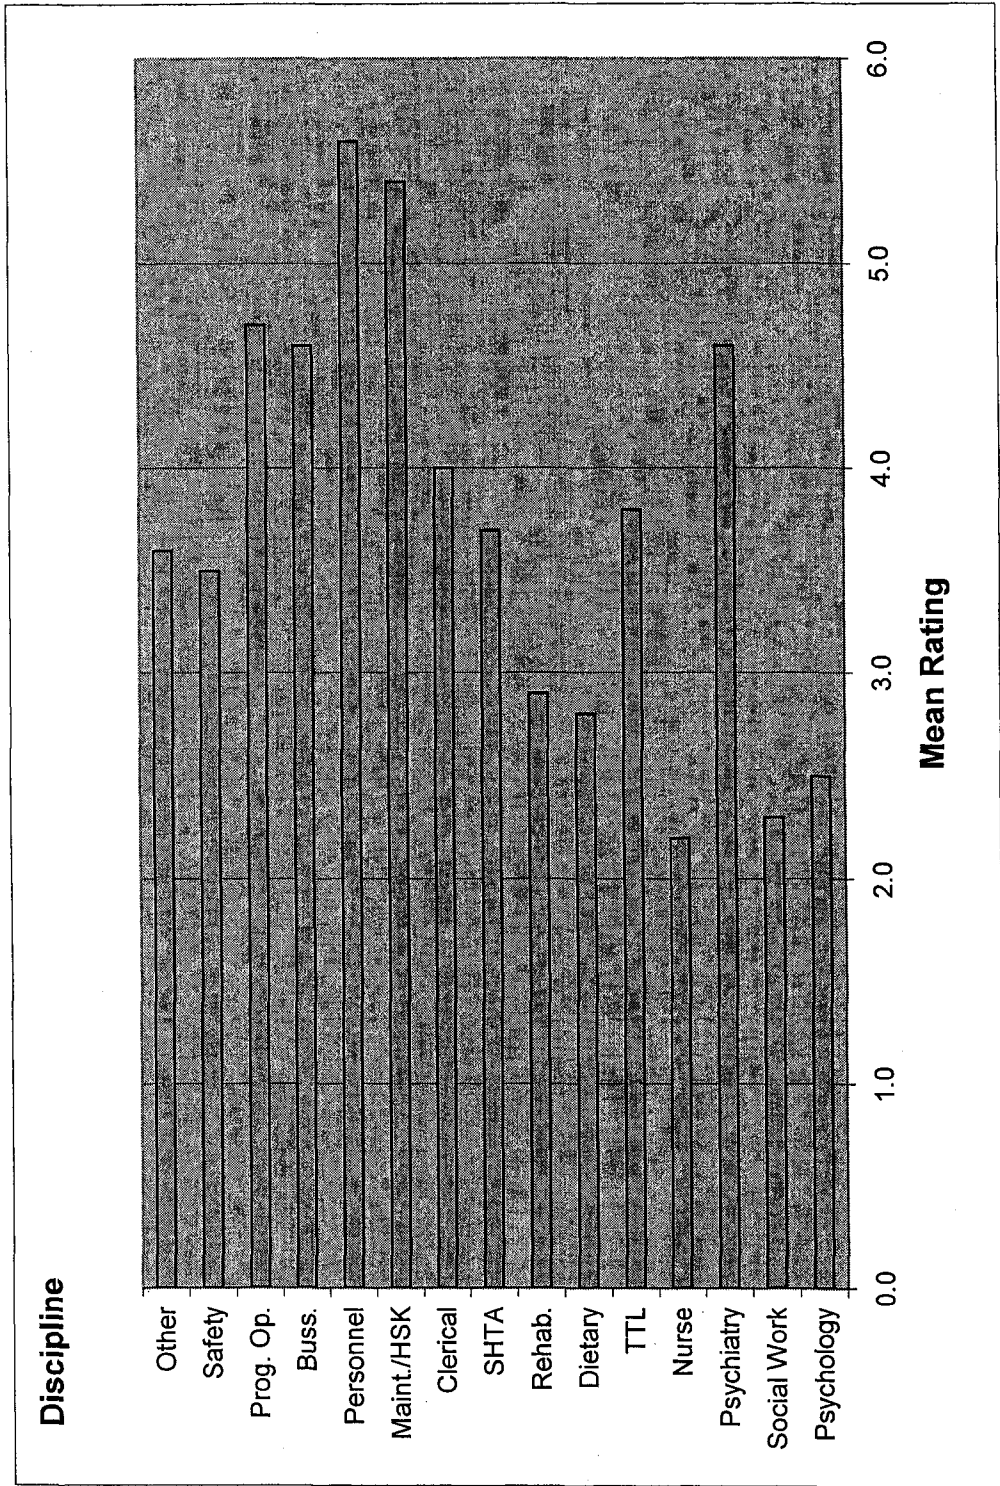 Discipline
Other
Safety
Prog. Op.
Buss.
Personnel
Maint./HSK
Clerical
SHTA
Rehab.
Dietary
TTL
Nurse
Psychiatry
Social Work
Psychology
0.0 1.0 2.0 3.0 4.0 5.0 6.0
Mean Rating